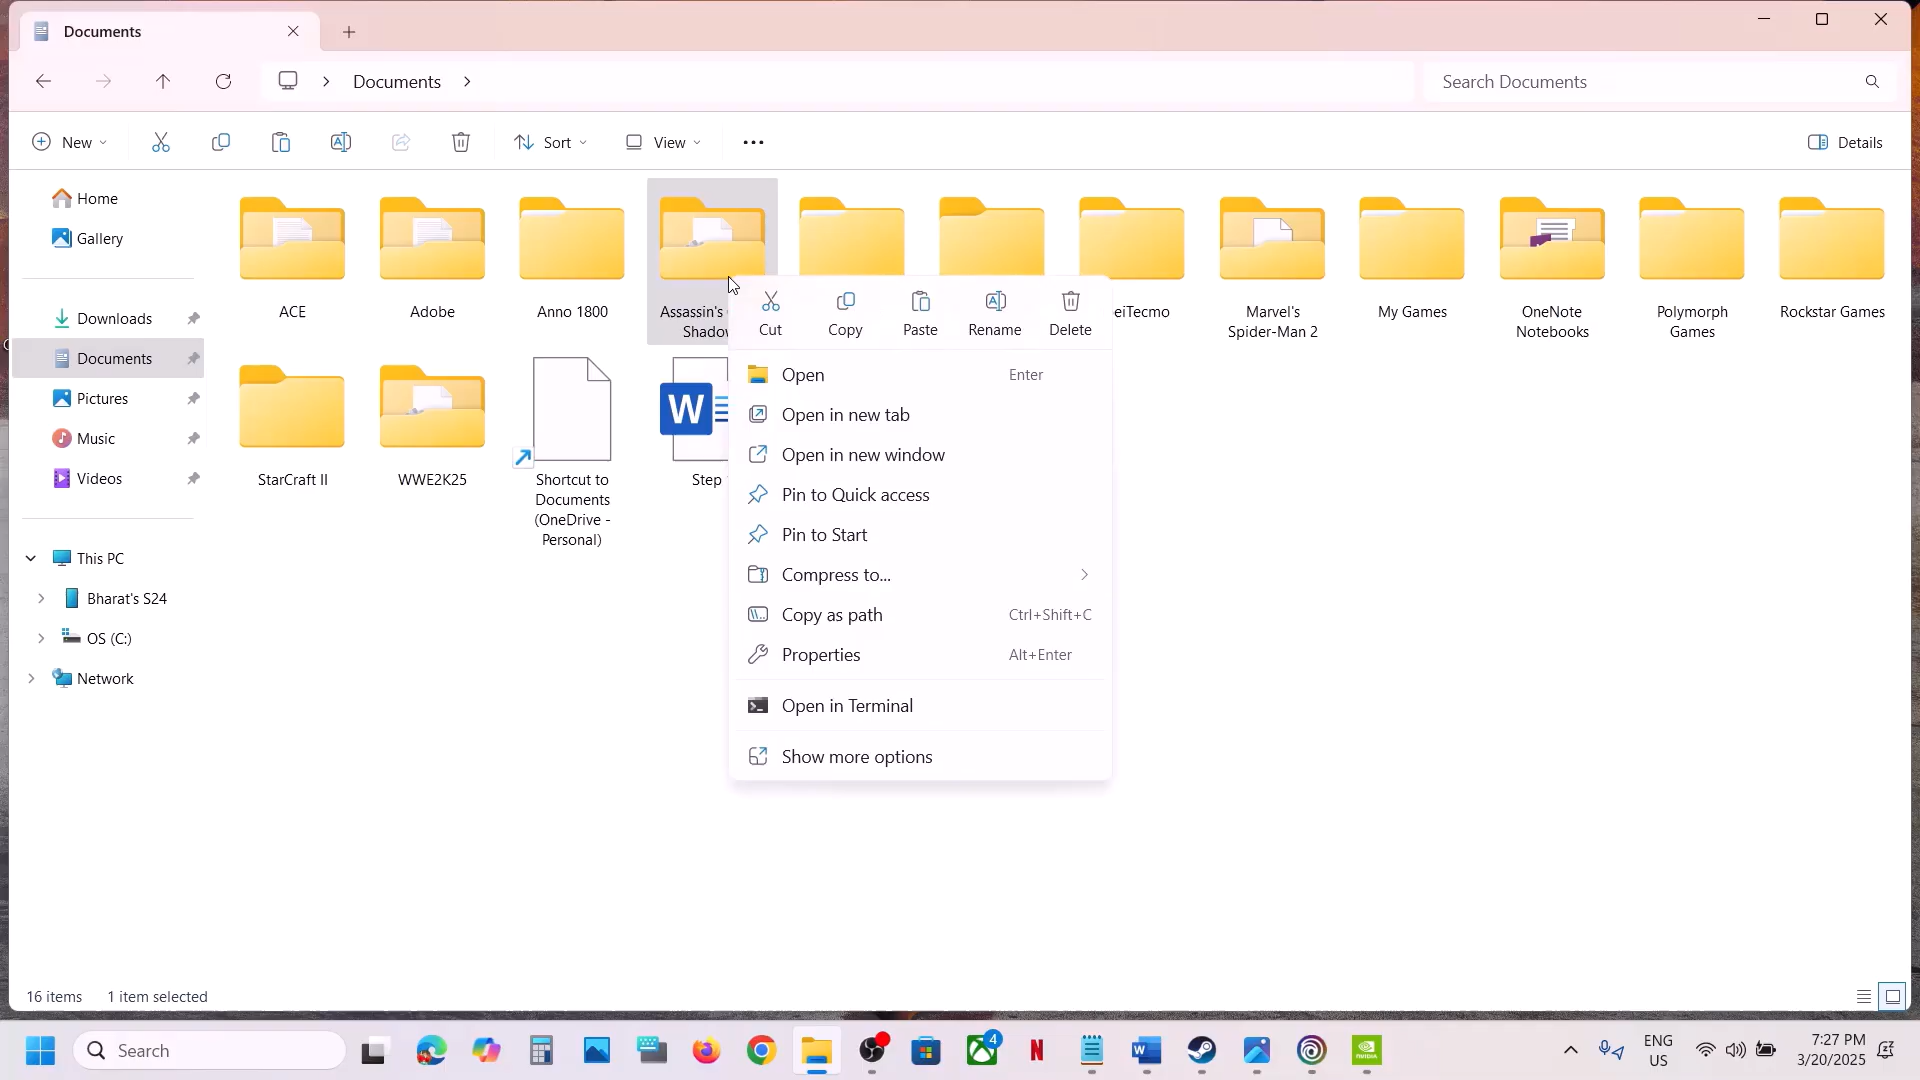 Documents
Documents
Search Documents
New
Sort
View
Details
Home
Gallery
Downloads
Documents
Pictures
Music
Videos
This PC
Bharat's S24
OS (C:)
Network
ACE
Adobe
Anno 1800
Assassin's
Shadow
eiTecmo
Marvel's
Spider-Man 2
My Games
OneNote
Notebooks
Polymorph
Games
Rockstar Games
StarCraft II
WWE2K25
Shortcut to
Documents
(OneDrive -
Personal)
W
Step
Cut
Copy
Paste
Rename
Delete
Open Enter
Open in new tab
Open in new window
Pin to Quick access
Pin to Start
Compress to...
Copy as path Ctrl+Shift+C
Properties Alt+Enter
Open in Terminal
Show more options
16 items 1 item selected
Search
4
N
W
NVIDIA
ENG
US
7:27 PM
3/20/2025